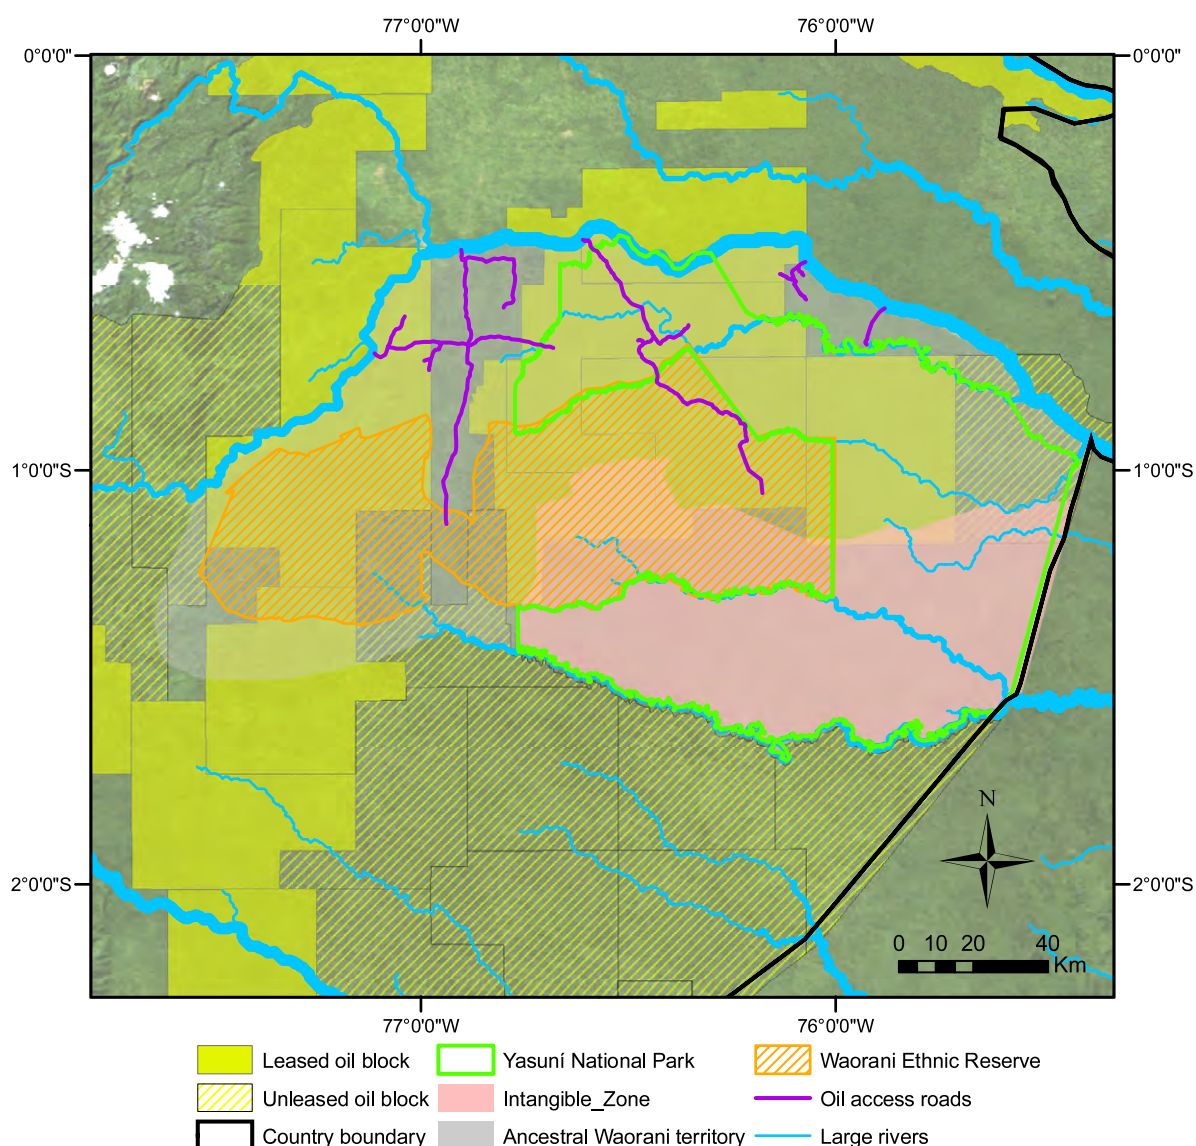 77°0'0"W 76°0'0"W
0°0'0" 0°0'0"
1°0'0"S 1°0'0"S
N
2°0'0"S 2°0'0"S
0 10 20 40
Km
77°0'0"W 76°0'0"W
Leased oil block Yasuní National Park Waorani Ethnic Reserve
Unleased oil block Intangible_Zone Oil access roads
Country boundary Ancestral Waorani territory Large rivers